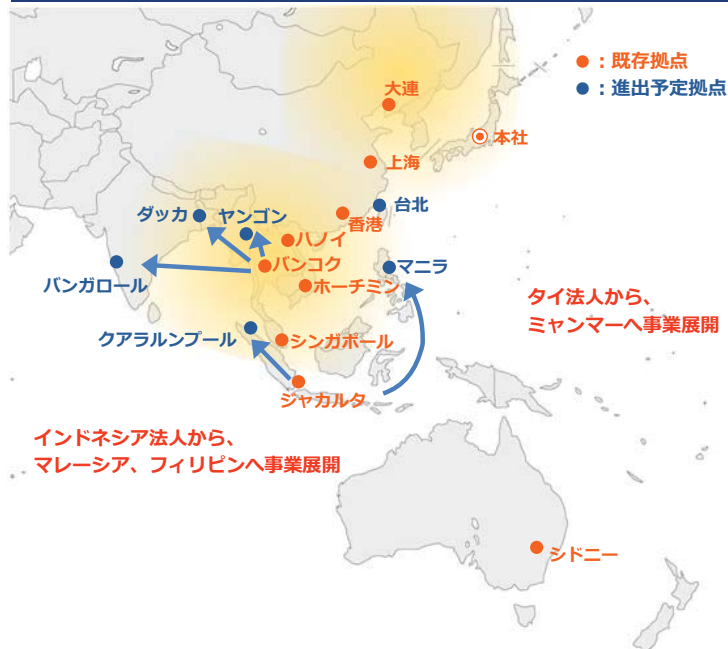 ●：既存拠点
●：進出予定拠点
大連
本社
上海
台北
ダッカ
ヤンゴン
香港
ハノイ
バンコク
マニラ
バンガロール
ホーチミン
タイ法人から、
ミャンマーへ事業展開
クアラルンプール
シンガポール
ジャカルタ
インドネシア法人から、
マレーシア、フィリピンへ事業展開
シドニー